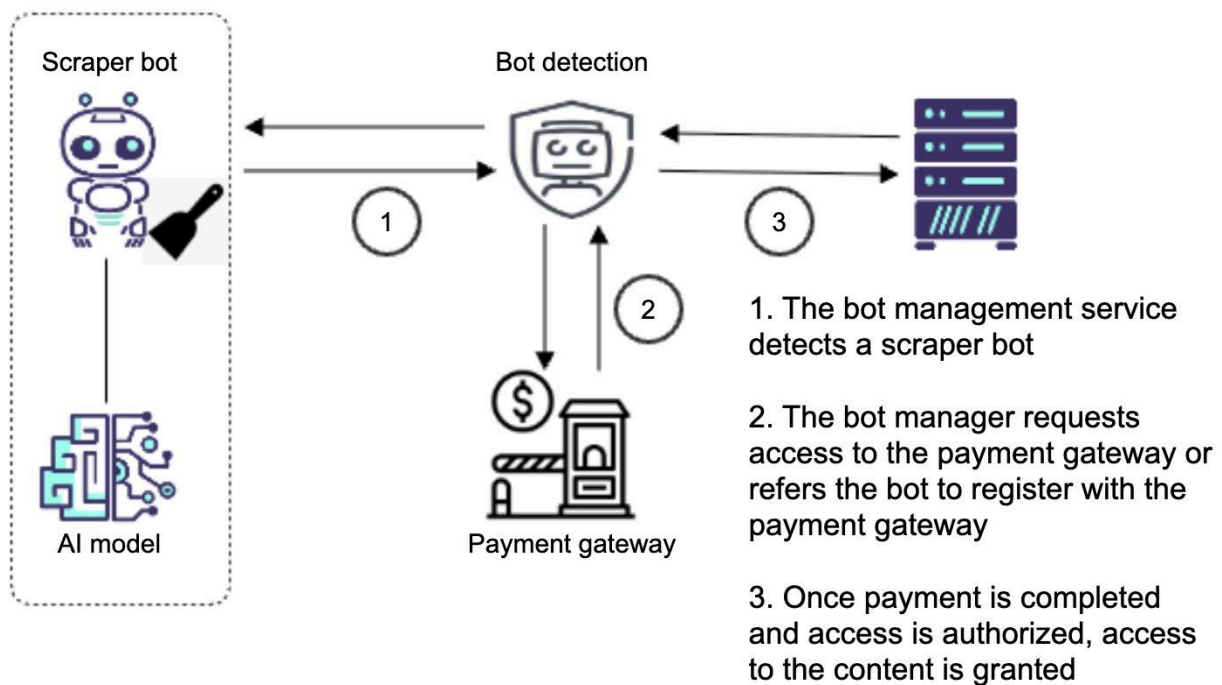 Scraper bot
Bot detection
1
3
2
$
AI model
Payment gateway
1. The bot management service
detects a scraper bot
2. The bot manager requests
access to the payment gateway or
refers the bot to register with the
payment gateway
3. Once payment is completed
and access is authorized, access
to the content is granted